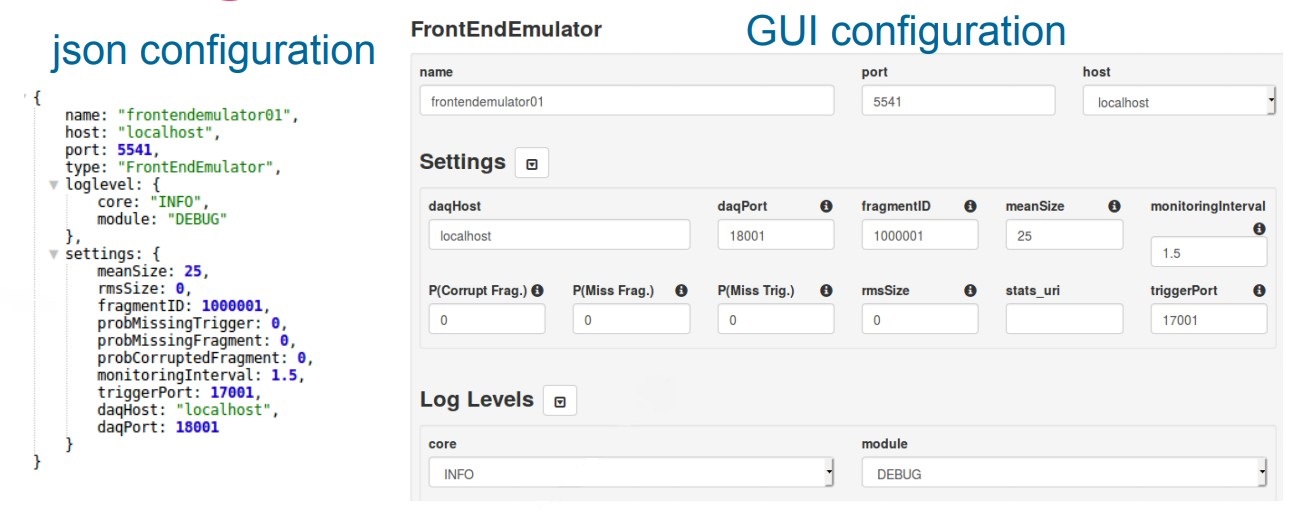 json configuration
{
name: "frontendemulator01",
host: "localhost",
port: 5541,
type: "FrontEndEmulator",
loglevel: {
core: "INFO",
module: "DEBUG"
},
settings: {
meanSize: 25,
rmsSize: 0,
fragmentID: 1000001,
probMissingTrigger: 0,
probMissingFragment: 0,
probCorruptedFragment: 0,
monitoringInterval: 1.5,
triggerPort: 17001,
daqHost: "localhost",
daqPort: 18001
}
}
FrontEndEmulator
GUI configuration
name port host
frontendemulator01 5541 localhost
Settings
daqHost daqPort fragmentID meanSize monitoringInterval
localhost 18001 1000001 25 1.5
P(Corrupt Frag.) P(Miss Frag.) P(Miss Trig.) rmsSize stats_uri triggerPort
0 0 0 0 17001
Log Levels
core module
INFO DEBUG